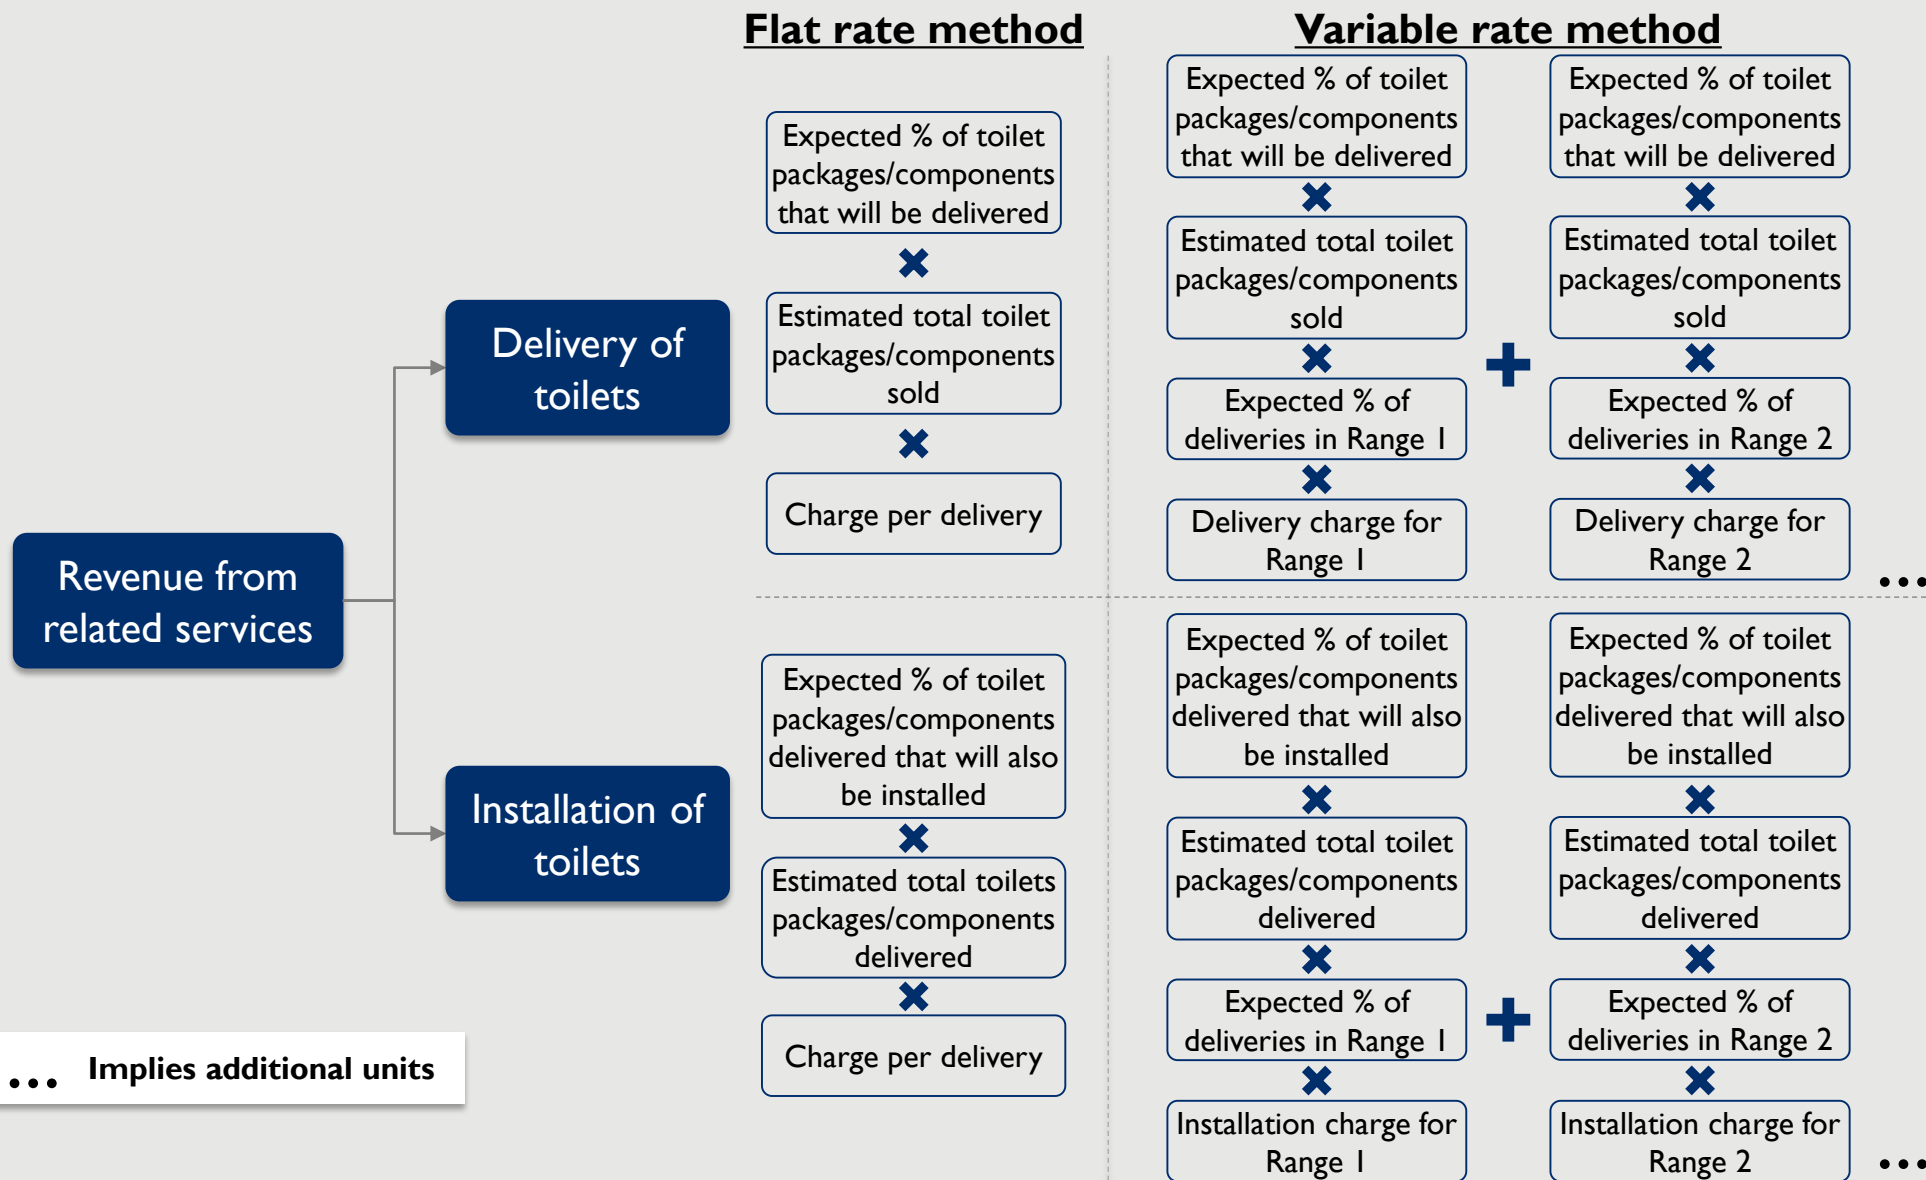 Flat rate method
Variable rate method
Revenue from
related services
Delivery of
toilets
Expected % of toilet
packages/components
that will be delivered
Estimated total toilet
packages/components
sold
Charge per delivery
Expected % of toilet
packages/components
that will be delivered
Estimated total toilet
packages/components
sold
Expected % of
deliveries in Range 1
Delivery charge for
Range 1
Expected % of toilet
packages/components
that will be delivered
Estimated total toilet
packages/components
sold
Expected % of
deliveries in Range 2
Delivery charge for
Range 2
...
Installation of
toilets
Expected % of toilet
packages/components
delivered that will also
be installed
Estimated total toilets
packages/components
delivered
Charge per delivery
Expected % of toilet
packages/components
delivered that will also
be installed
Estimated total toilet
packages/components
delivered
Expected % of
deliveries in Range 1
Installation charge for
Range 1
Expected % of toilet
packages/components
delivered that will also
be installed
Estimated total toilet
packages/components
delivered
Expected % of
deliveries in Range 2
Installation charge for
Range 2
...
... Implies additional units